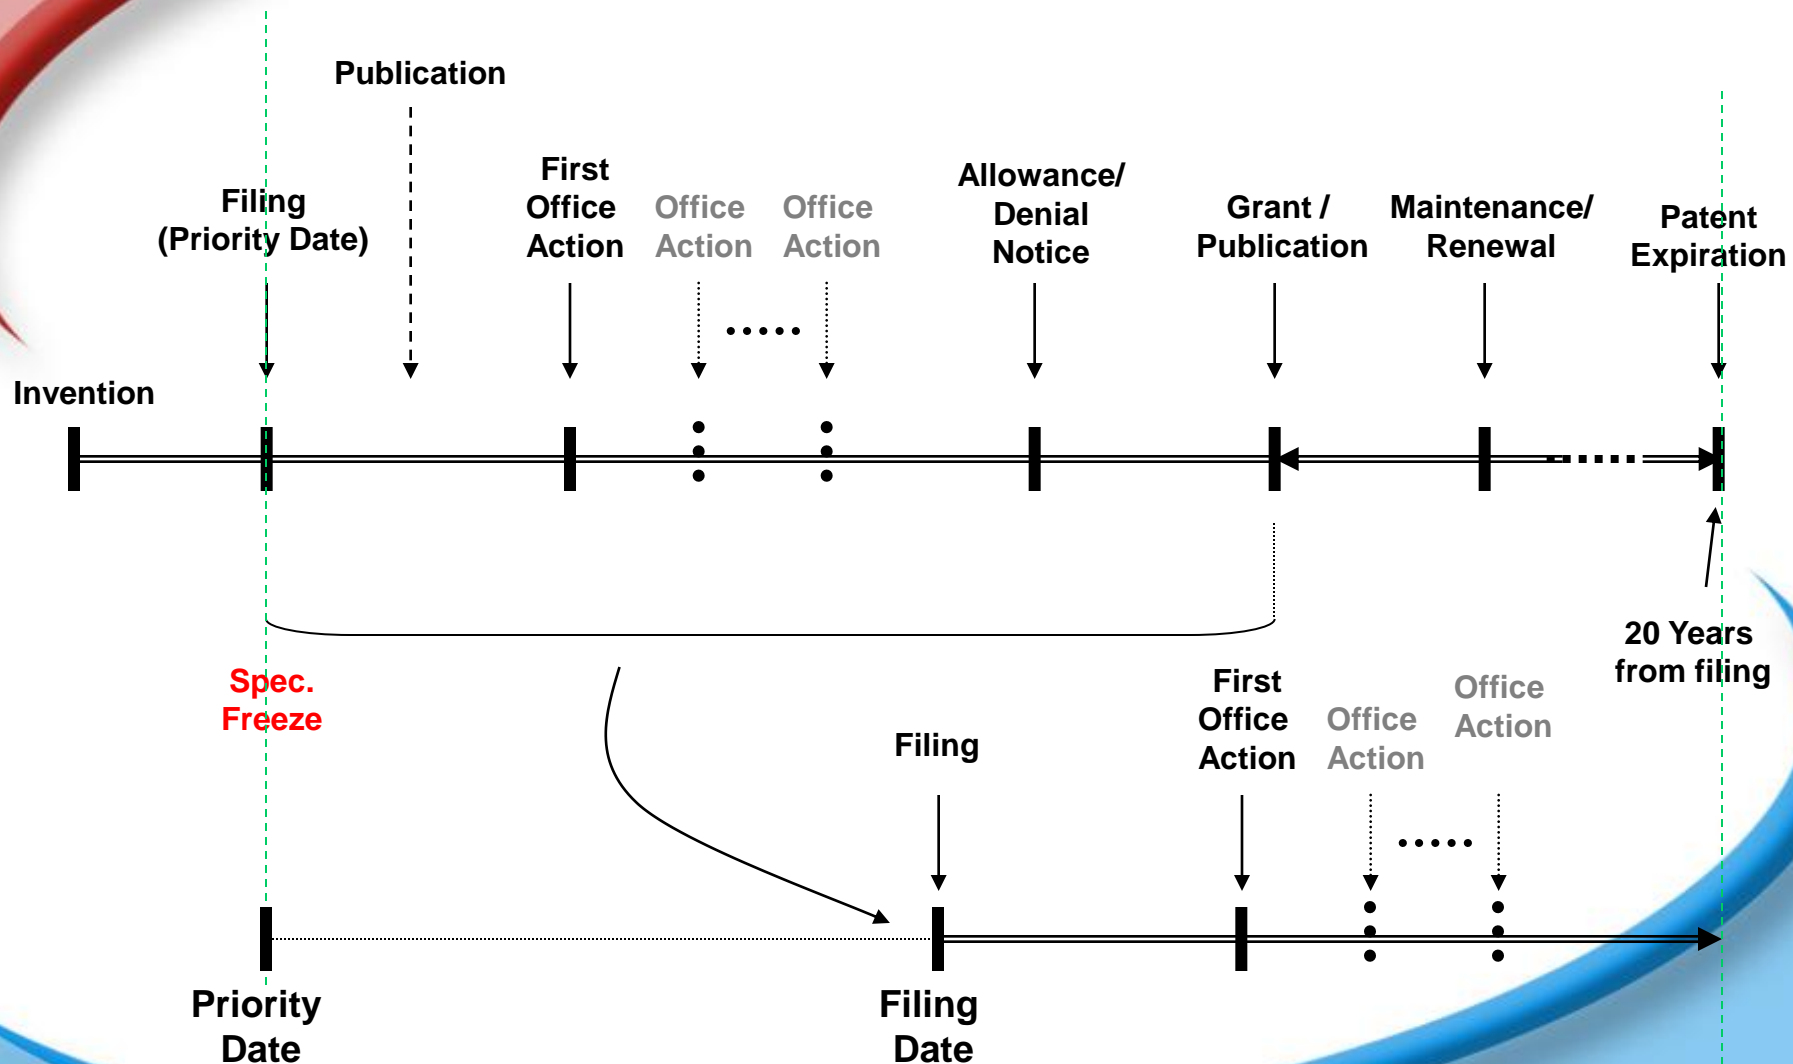 Publication
Filing
(Priority Date)
First
Office
Action
Office
Action
Office
Action
Allowance/
Denial
Notice
Grant /
Publication
Maintenance/
Renewal
Patent
Expiration
Invention
20 Years
from filing
Spec.
Freeze
Filing
First
Office
Action
Office
Action
Office
Action
Priority
Date
Filing
Date